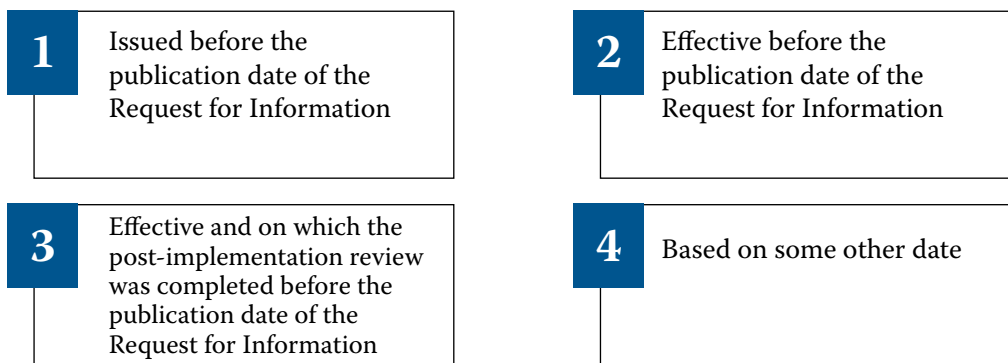 1
Issued before the
publication date of the
Request for Information
2
Effective before the
publication date of the
Request for Information
3
Effective and on which the
post-implementation review
was completed before the
publication date of the
Request for Information
4
Based on some other date